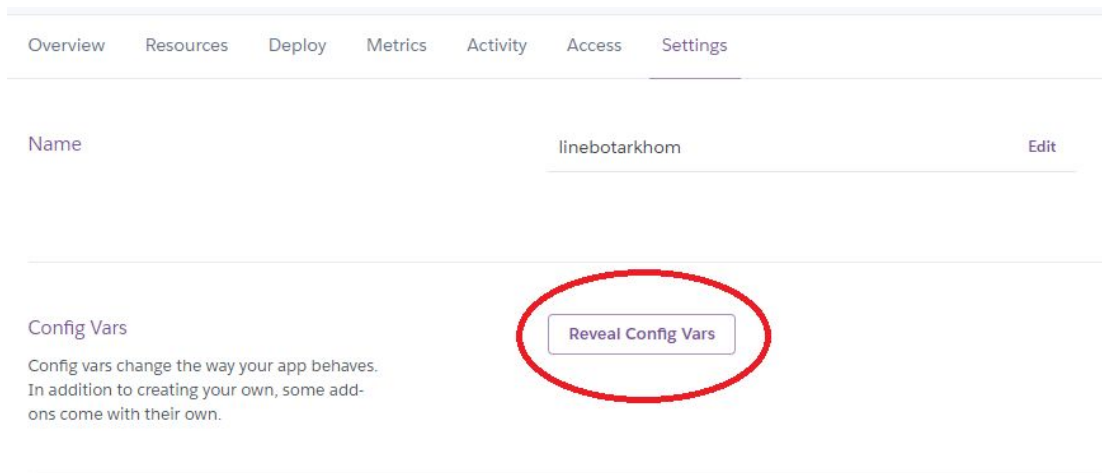 Overview Resources Deploy Metrics Activity Access Settings
Name
linebotarkhom Edit
Config Vars
Reveal Config Vars
Config vars change the way your app behaves.
In addition to creating your own, some add-
ons come with their own.